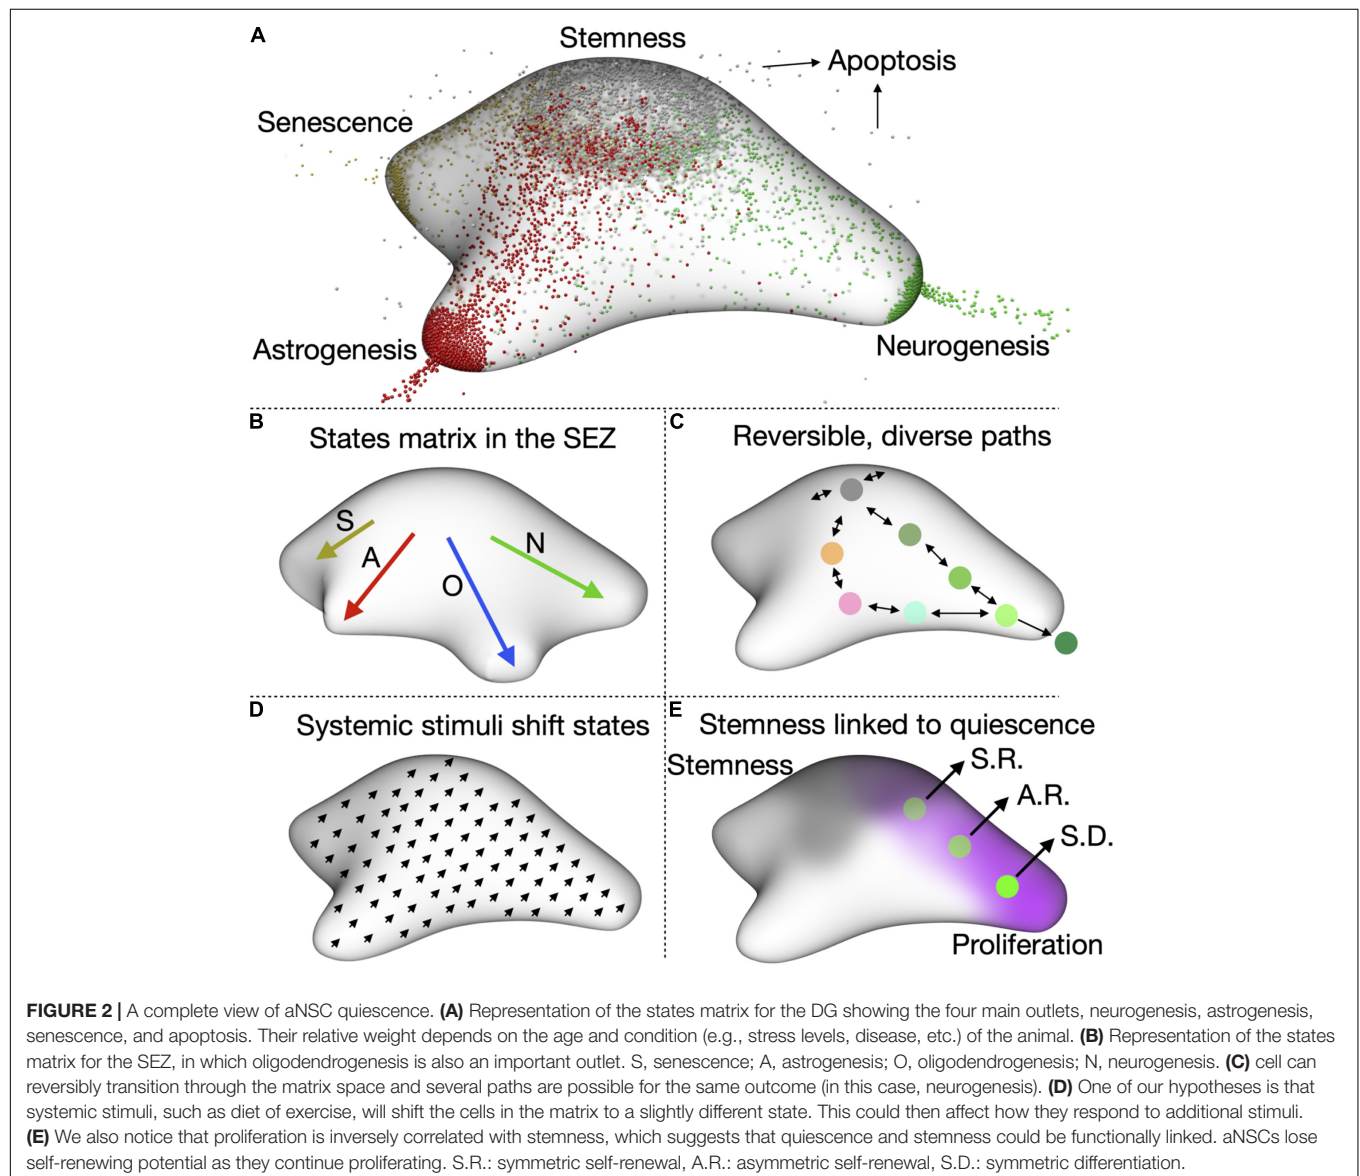 A
Stemness
Apoptosis
Senescence
Astrogenesis
Neurogenesis
B
States matrix in the SEZ
S
A
O
N
C
Reversible, diverse paths
D
Systemic stimuli shift states
E
Stemness linked to quiescence
Stemness
S.R.
A.R.
S.D.
Proliferation
FIGURE 2 | A complete view of aNSC quiescence. (A) Representation of the states matrix for the DG showing the four main outlets, neurogenesis, astrogenesis,
senescence, and apoptosis. Their relative weight depends on the age and condition (e.g., stress levels, disease, etc.) of the animal. (B) Representation of the states
matrix for the SEZ, in which oligodendrogenesis is also an important outlet. S, senescence; A, astrogenesis; O, oligodendrogenesis; N, neurogenesis. (C) cell can
reversibly transition through the matrix space and several paths are possible for the same outcome (in this case, neurogenesis). (D) One of our hypotheses is that
systemic stimuli, such as diet of exercise, will shift the cells in the matrix to a slightly different state. This could then affect how they respond to additional stimuli.
(E) We also notice that proliferation is inversely correlated with stemness, which suggests that quiescence and stemness could be functionally linked. aNSCs lose
self-renewing potential as they continue proliferating. S.R.: symmetric self-renewal, A.R.: asymmetric self-renewal, S.D.: symmetric differentiation.